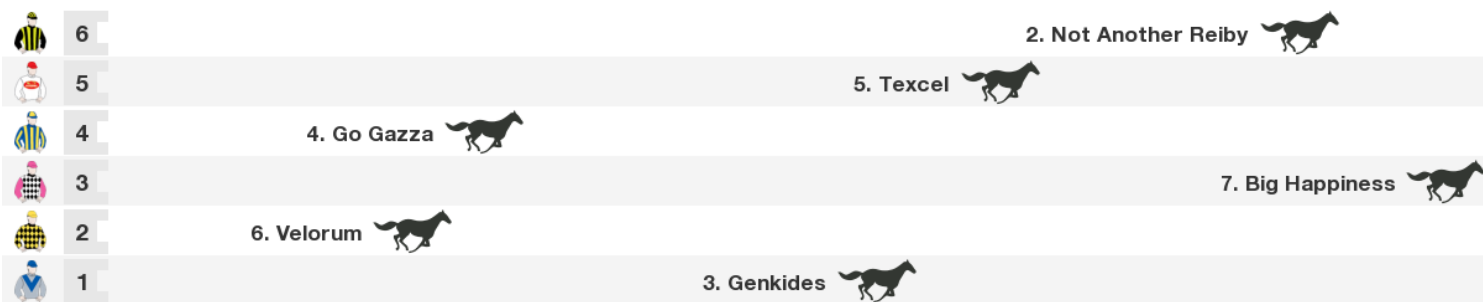 6 2. Not Another Reiby
5 5. Texcel
4 4. Go Gazza
3 7. Big Happiness
2 6. Velorum
1 3. Genkides